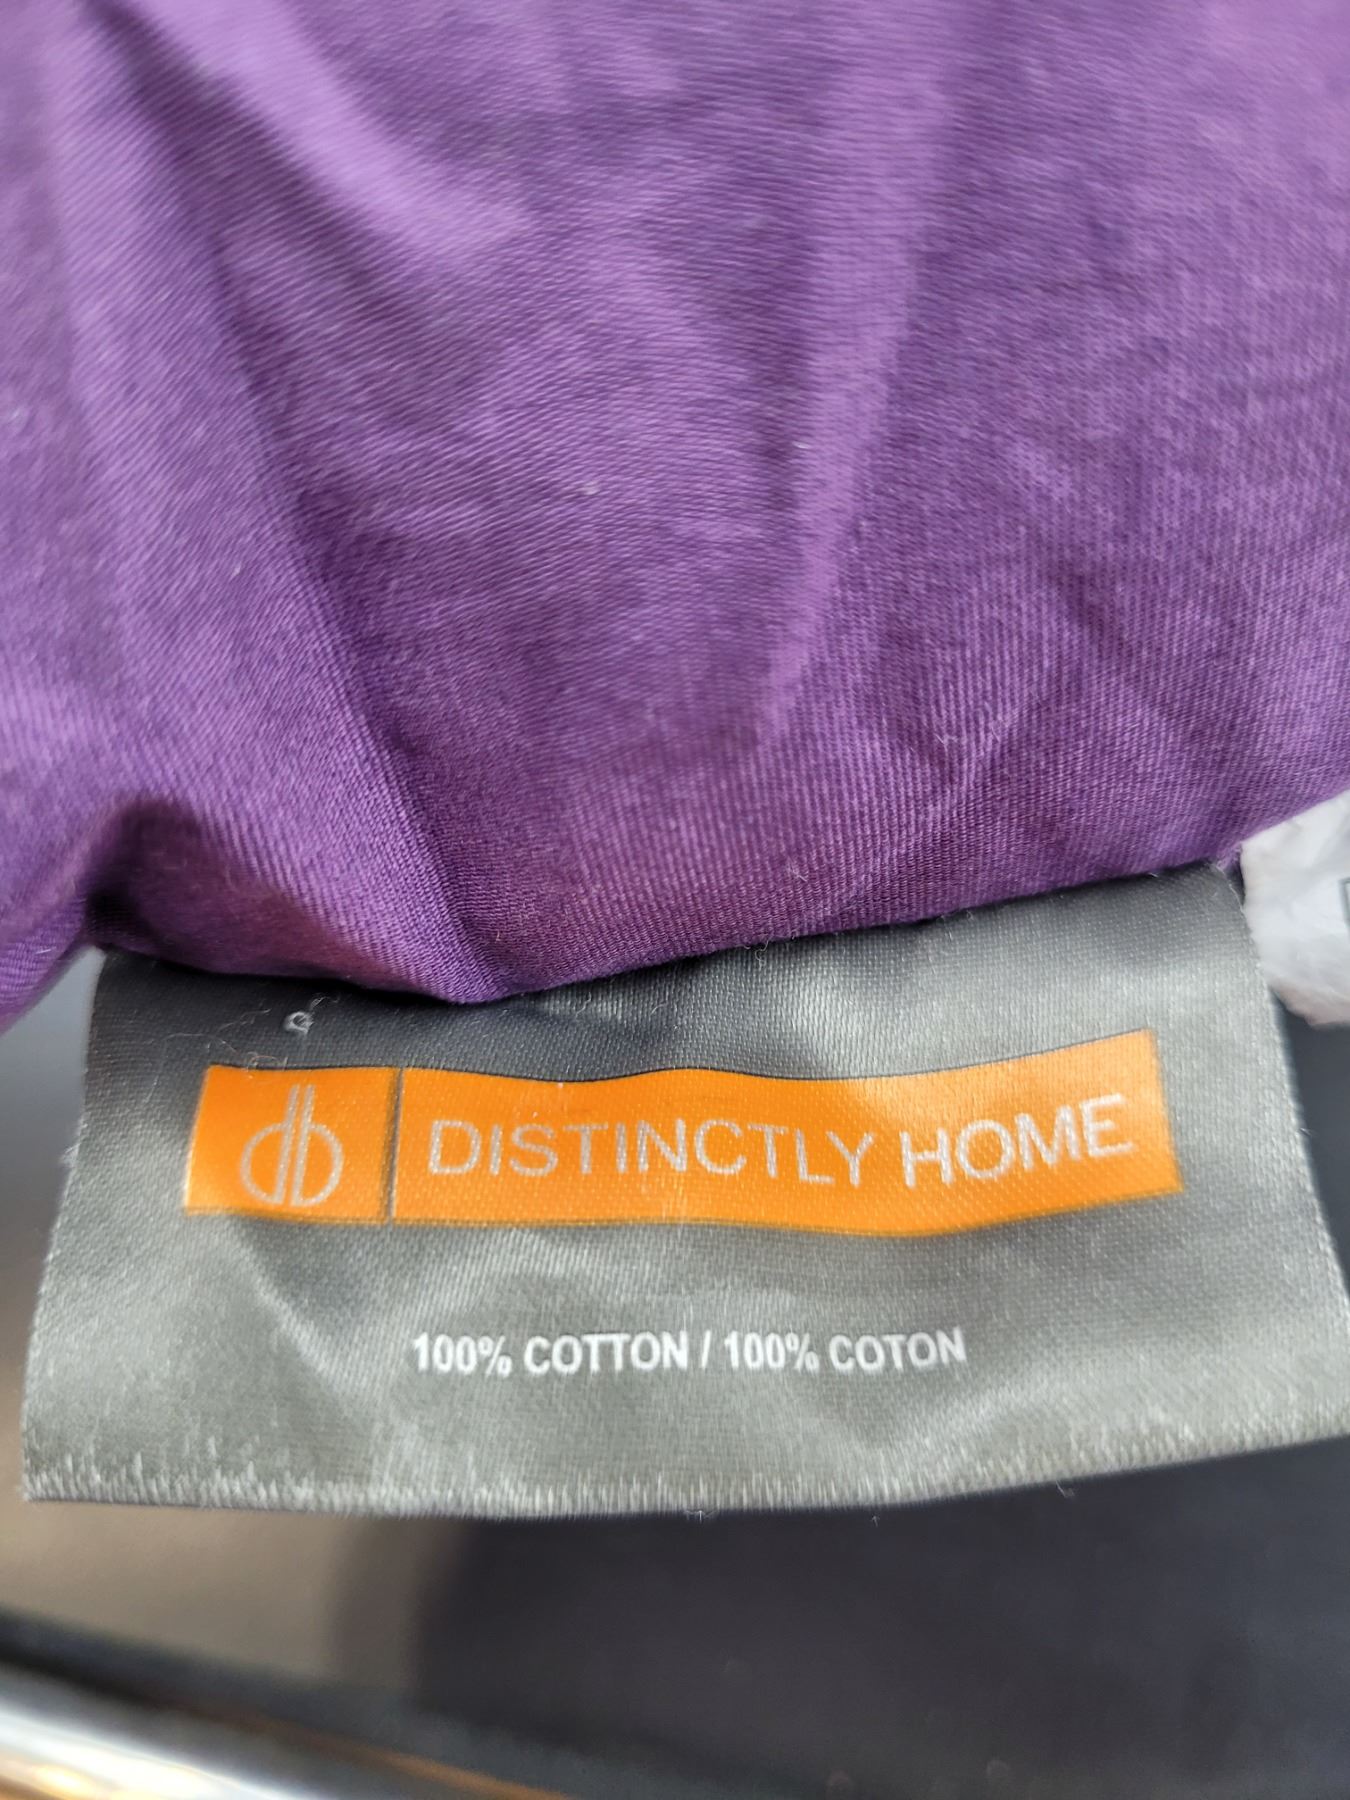 db DISTINCTLY HOME
100% COTTON / 100% COTON